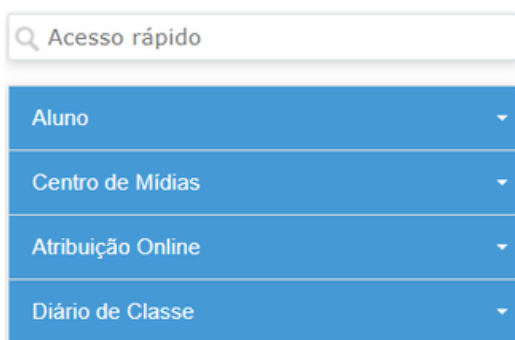 Acesso rápido
Aluno
Centro de Mídias
Atribuição Online
Diário de Classe